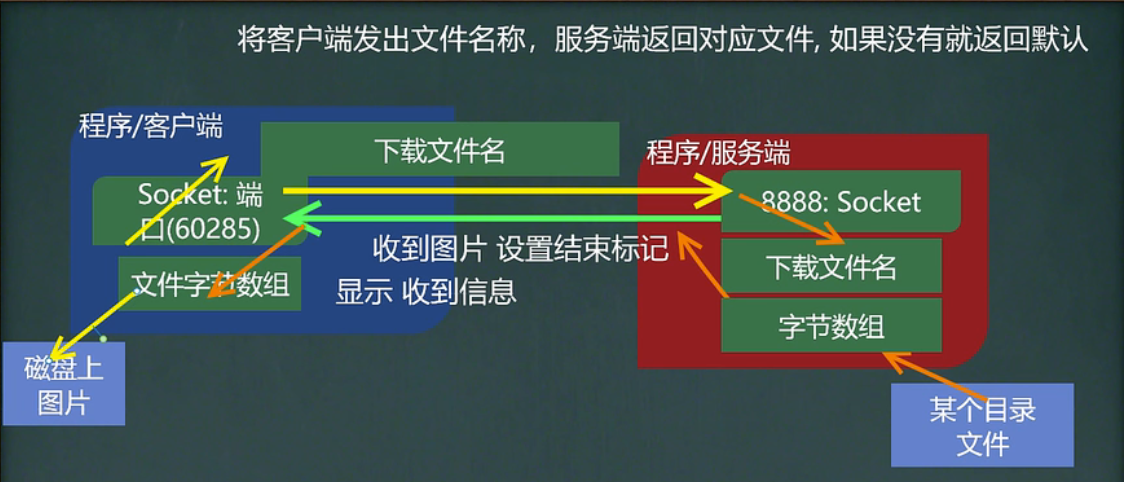 将客户端发出文件名称，服务端返回对应文件, 如果没有就返回默认
程序/客户端
下载文件名
Socket: 端
口(60285)
文件字节数组
磁盘上
图片
收到图片 设置结束标记
显示 收到信息
程序/服务端
8888: Socket
下载文件名
字节数组
某个目录
文件